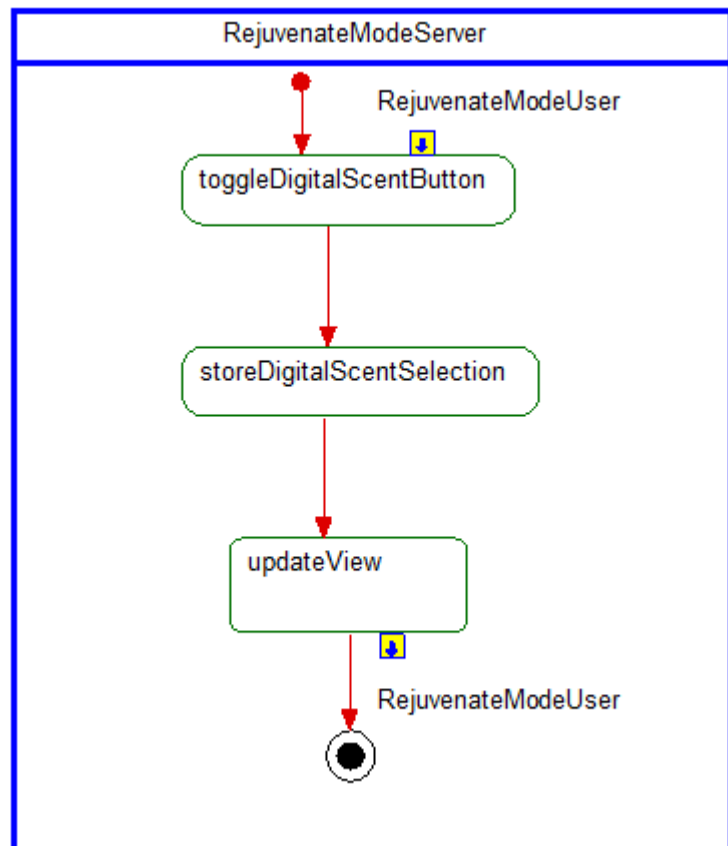 RejuvenateModeServer
RejuvenateModeUser
toggleDigitalScentButton
storeDigitalScentSelection
updateView
RejuvenateModeUser